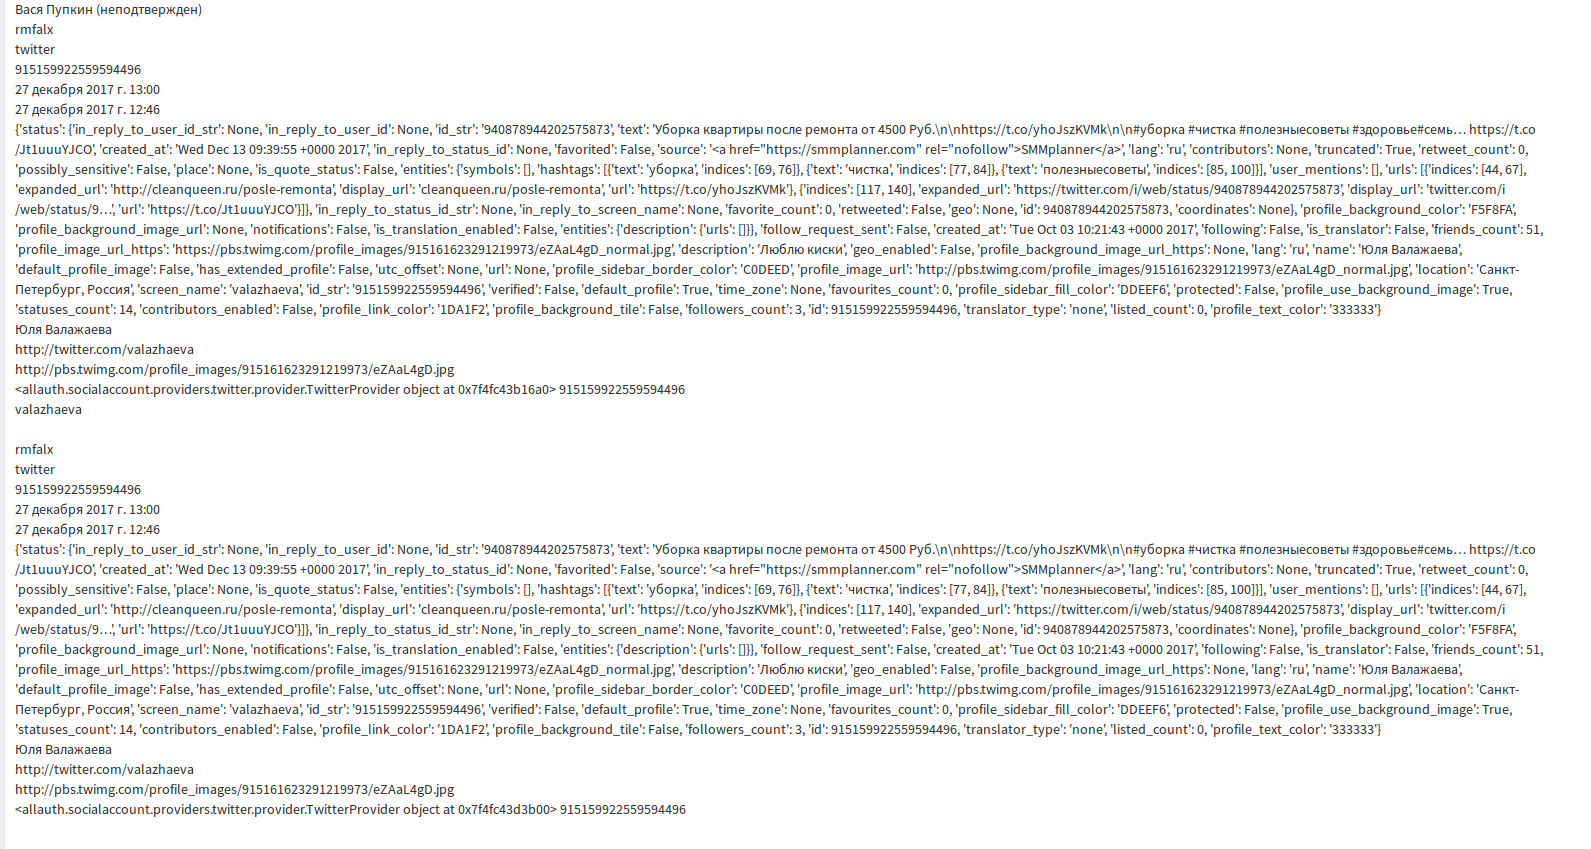 Вася Пупкин (неподтвержден)
rmfalx
twitter
915159922559594496
27 декабря 2017 г. 13:00
27 декабря 2017 г. 12:46
{'status': {'in_reply_to_user_id_str': None, 'in_reply_to_user_id': None, 'id_str': '940878944202575873', 'text': 'Уборка квартиры после ремонта от 4500 Руб.\n\nhttps://t.co/yhoJszKVMk\n\n#уборка #чистка #полезныесоветы #здоровье#семь… https://t.co
/Jt1uuuYJCO', 'created_at': 'Wed Dec 13 09:39:55 +0000 2017', 'in_reply_to_status_id': None, 'favorited': False, 'source': '<a href="https://smmplanner.com" rel="nofollow">SMMplanner</a>', 'lang': 'ru', 'contributors': None, 'truncated': True, 'retweet_count': 0,
'possibly_sensitive': False, 'place': None, 'is_quote_status': False, 'entities': {'symbols': [], 'hashtags': [{'text': 'уборка', 'indices': [69, 76]}, {'text': 'чистка', 'indices': [77, 84]}, {'text': 'полезныесоветы', 'indices': [85, 100]}], 'user_mentions': [], 'urls': [{'indices': [44, 67],
'expanded_url': 'http://cleanqueen.ru/posle-remonta', 'display_url': 'cleanqueen.ru/posle-remonta', 'url': 'https://t.co/yhoJszKVMk'}, {'indices': [117, 140], 'expanded_url': 'https://twitter.com/i/web/status/940878944202575873', 'display_url': 'twitter.com/i
/web/status/9…', 'url': 'https://t.co/Jt1uuuYJCO'}]}, 'in_reply_to_status_id_str': None, 'in_reply_to_screen_name': None, 'favorite_count': 0, 'retweeted': False, 'geo': None, 'id': 940878944202575873, 'coordinates': None}, 'profile_background_color': 'F5F8FA',
'profile_background_image_url': None, 'notifications': False, 'is_translation_enabled': False, 'entities': {'description': {'urls': []}}, 'follow_request_sent': False, 'created_at': 'Tue Oct 03 10:21:43 +0000 2017', 'following': False, 'is_translator': False, 'friends_count': 51,
'profile_image_url_https': 'https://pbs.twimg.com/profile_images/915161623291219973/eZAaL4gD_normal.jpg', 'description': 'Люблю киски', 'geo_enabled': False, 'profile_background_image_url_https': None, 'lang': 'ru', 'name': 'Юля Валажаева',
'default_profile_image': False, 'has_extended_profile': False, 'utc_offset': None, 'url': None, 'profile_sidebar_border_color': 'C0DEED', 'profile_image_url': 'http://pbs.twimg.com/profile_images/915161623291219973/eZAaL4gD_normal.jpg', 'location': 'Санкт-
Петербург, Россия', 'screen_name': 'valazhaeva', 'id_str': '915159922559594496', 'verified': False, 'default_profile': True, 'time_zone': None, 'favourites_count': 0, 'profile_sidebar_fill_color': 'DDEEF6', 'protected': False, 'profile_use_background_image': True,
'statuses_count': 14, 'contributors_enabled': False, 'profile_link_color': '1DA1F2', 'profile_background_tile': False, 'followers_count': 3, 'id': 915159922559594496, 'translator_type': 'none', 'listed_count': 0, 'profile_text_color': '333333'}
Юля Валажаева
http://twitter.com/valazhaeva
http://pbs.twimg.com/profile_images/915161623291219973/eZAaL4gD.jpg
<allauth.socialaccount.providers.twitter.provider.TwitterProvider object at 0x7f4fc43b16a0> 915159922559594496
valazhaeva
rmfalx
twitter
915159922559594496
27 декабря 2017 г. 13:00
27 декабря 2017 г. 12:46
{'status': {'in_reply_to_user_id_str': None, 'in_reply_to_user_id': None, 'id_str': '940878944202575873', 'text': 'Уборка квартиры после ремонта от 4500 Руб.\n\nhttps://t.co/yhoJszKVMk\n\n#уборка #чистка #полезныесоветы #здоровье#семь… https://t.co
/Jt1uuuYJCO', 'created_at': 'Wed Dec 13 09:39:55 +0000 2017', 'in_reply_to_status_id': None, 'favorited': False, 'source': '<a href="https://smmplanner.com" rel="nofollow">SMMplanner</a>', 'lang': 'ru', 'contributors': None, 'truncated': True, 'retweet_count': 0,
'possibly_sensitive': False, 'place': None, 'is_quote_status': False, 'entities': {'symbols': [], 'hashtags': [{'text': 'уборка', 'indices': [69, 76]}, {'text': 'чистка', 'indices': [77, 84]}, {'text': 'полезныесоветы', 'indices': [85, 100]}], 'user_mentions': [], 'urls': [{'indices': [44, 67],
'expanded_url': 'http://cleanqueen.ru/posle-remonta', 'display_url': 'cleanqueen.ru/posle-remonta', 'url': 'https://t.co/yhoJszKVMk'}, {'indices': [117, 140], 'expanded_url': 'https://twitter.com/i/web/status/940878944202575873', 'display_url': 'twitter.com/i
/web/status/9…', 'url': 'https://t.co/Jt1uuuYJCO'}]}, 'in_reply_to_status_id_str': None, 'in_reply_to_screen_name': None, 'favorite_count': 0, 'retweeted': False, 'geo': None, 'id': 940878944202575873, 'coordinates': None}, 'profile_background_color': 'F5F8FA',
'profile_background_image_url': None, 'notifications': False, 'is_translation_enabled': False, 'entities': {'description': {'urls': []}}, 'follow_request_sent': False, 'created_at': 'Tue Oct 03 10:21:43 +0000 2017', 'following': False, 'is_translator': False, 'friends_count': 51,
'profile_image_url_https': 'https://pbs.twimg.com/profile_images/915161623291219973/eZAaL4gD_normal.jpg', 'description': 'Люблю киски', 'geo_enabled': False, 'profile_background_image_url_https': None, 'lang': 'ru', 'name': 'Юля Валажаева',
'default_profile_image': False, 'has_extended_profile': False, 'utc_offset': None, 'url': None, 'profile_sidebar_border_color': 'C0DEED', 'profile_image_url': 'http://pbs.twimg.com/profile_images/915161623291219973/eZAaL4gD_normal.jpg', 'location': 'Санкт-
Петербург, Россия', 'screen_name': 'valazhaeva', 'id_str': '915159922559594496', 'verified': False, 'default_profile': True, 'time_zone': None, 'favourites_count': 0, 'profile_sidebar_fill_color': 'DDEEF6', 'protected': False, 'profile_use_background_image': True,
'statuses_count': 14, 'contributors_enabled': False, 'profile_link_color': '1DA1F2', 'profile_background_tile': False, 'followers_count': 3, 'id': 915159922559594496, 'translator_type': 'none', 'listed_count': 0, 'profile_text_color': '333333'}
Юля Валажаева
http://twitter.com/valazhaeva
http://pbs.twimg.com/profile_images/915161623291219973/eZAaL4gD.jpg
<allauth.socialaccount.providers.twitter.provider.TwitterProvider object at 0x7f4fc43d3b00> 915159922559594496